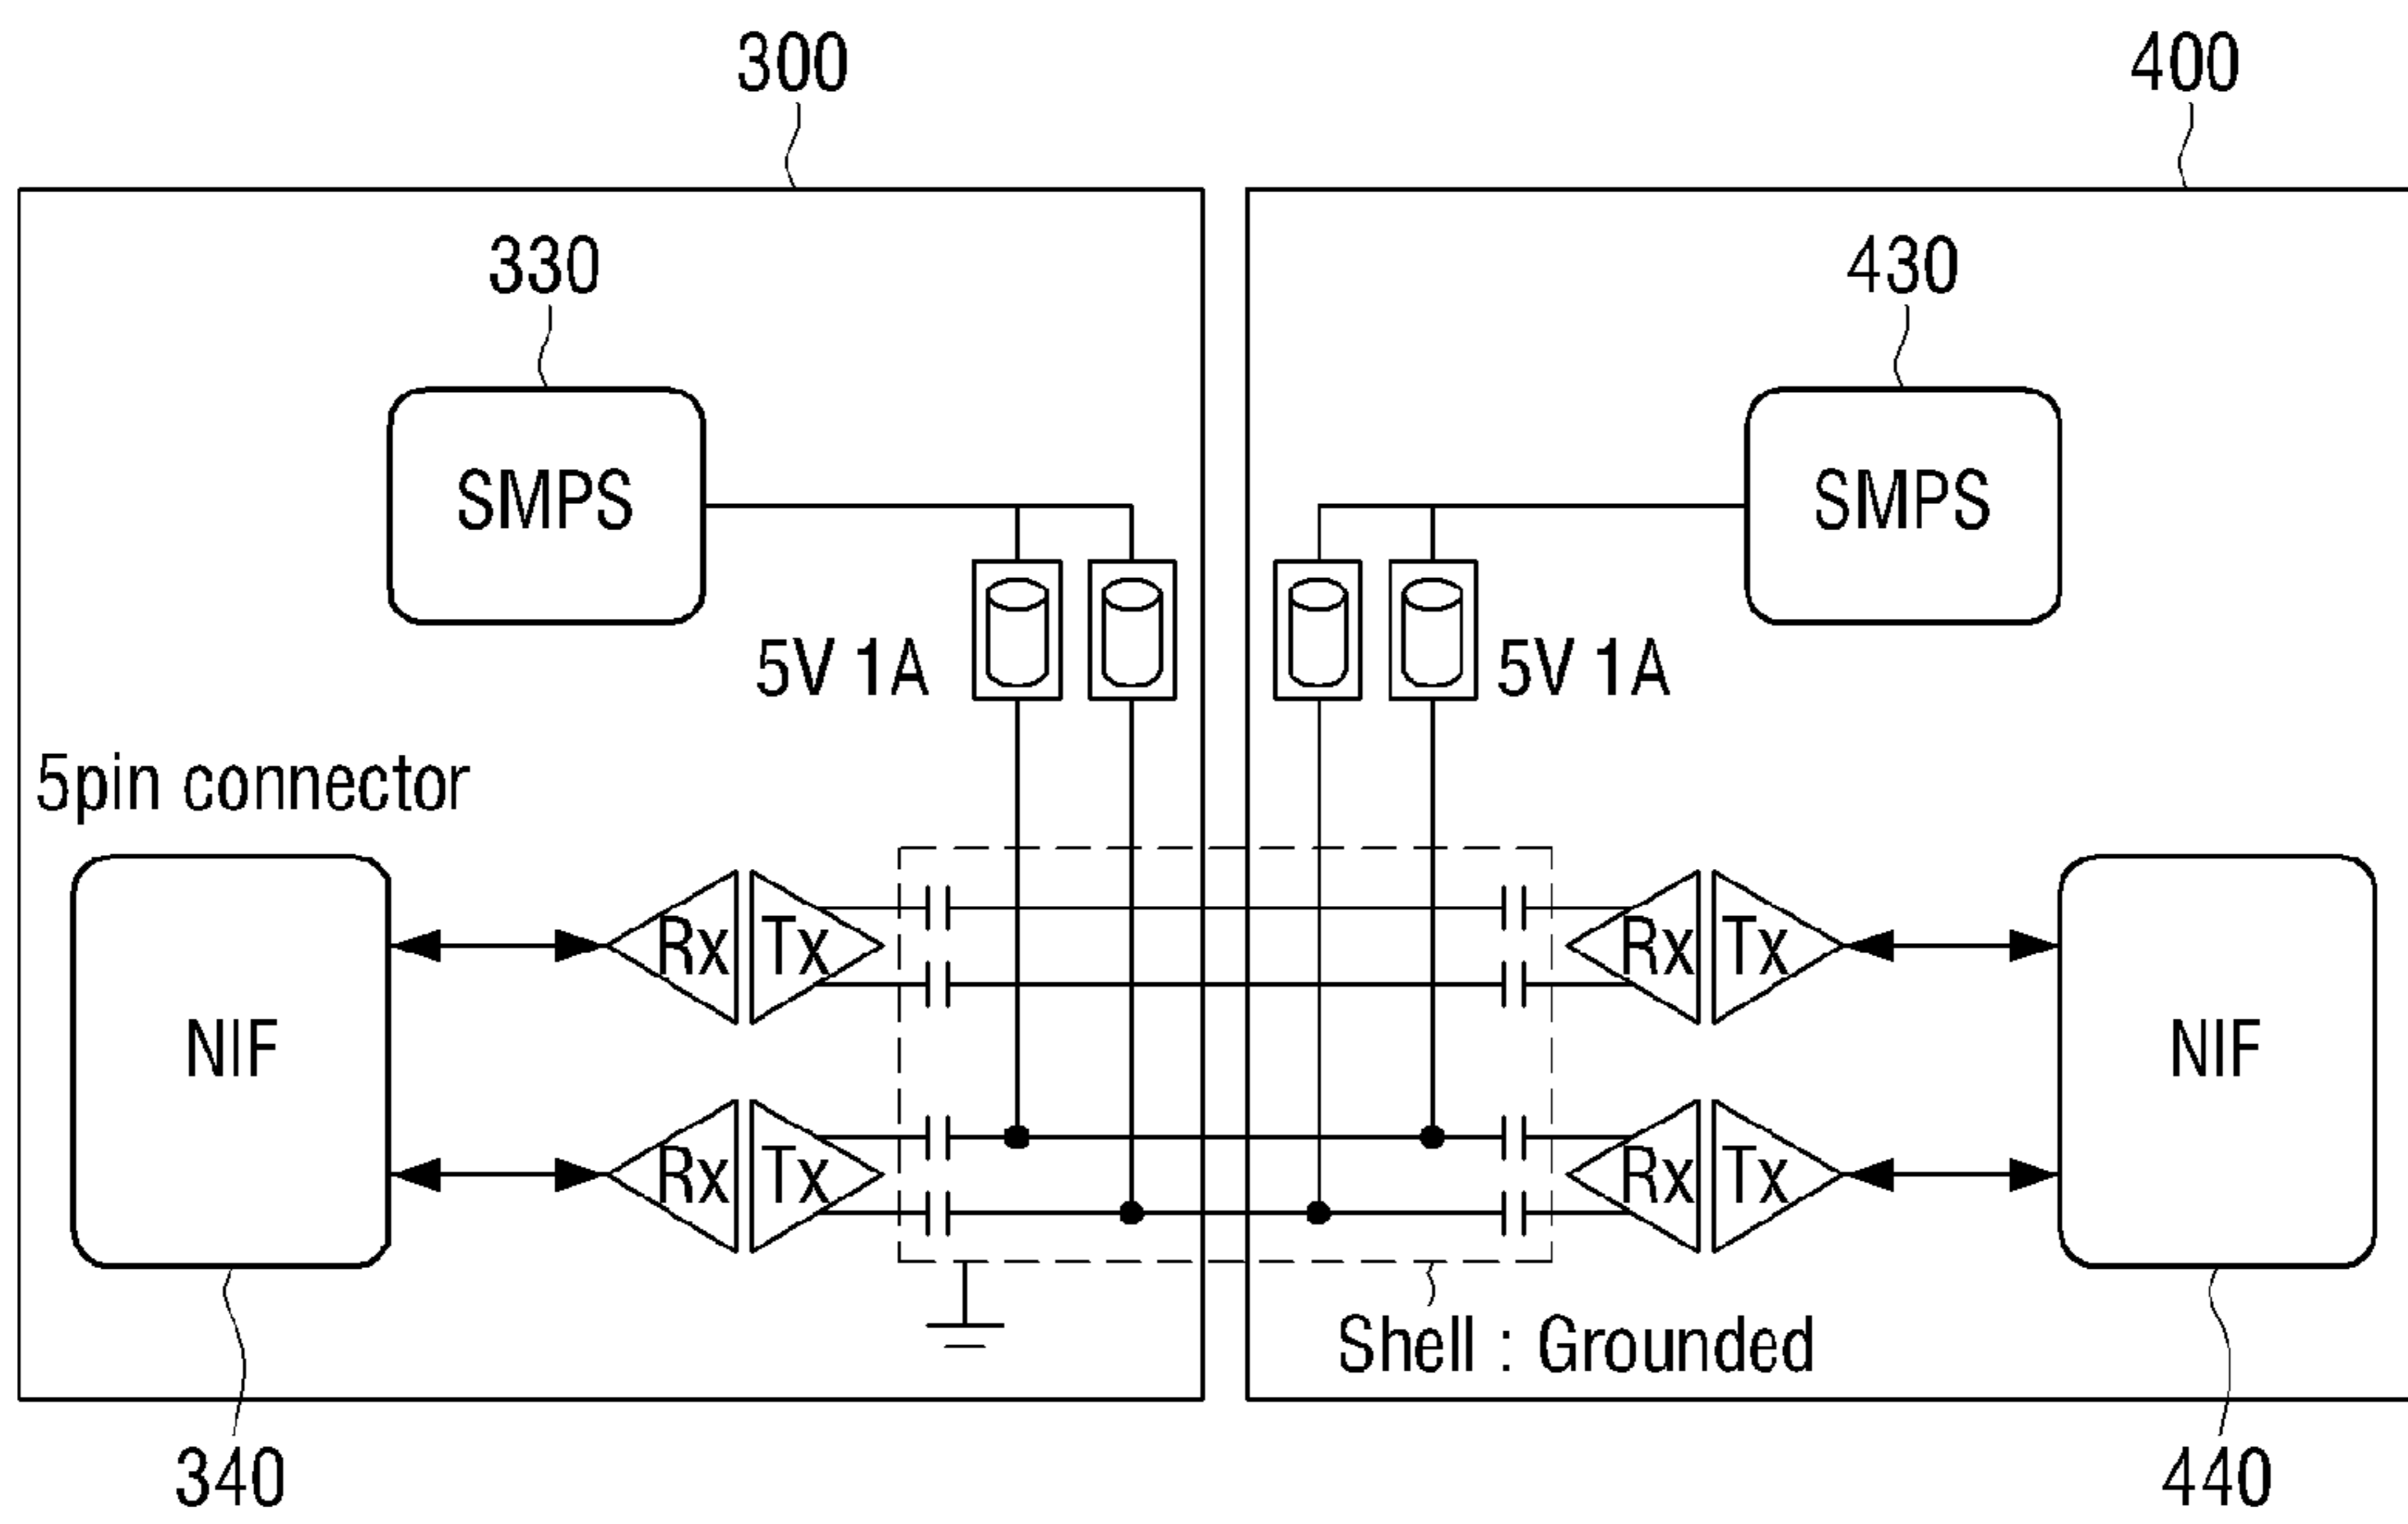 300
400
330
430
SMPS
SMPS
5V 1A
5V 1A
5pin connector
Rx Tx
Rx Tx
NIF
NIF
Rx Tx
Rx Tx
Shell : Grounded
340
440